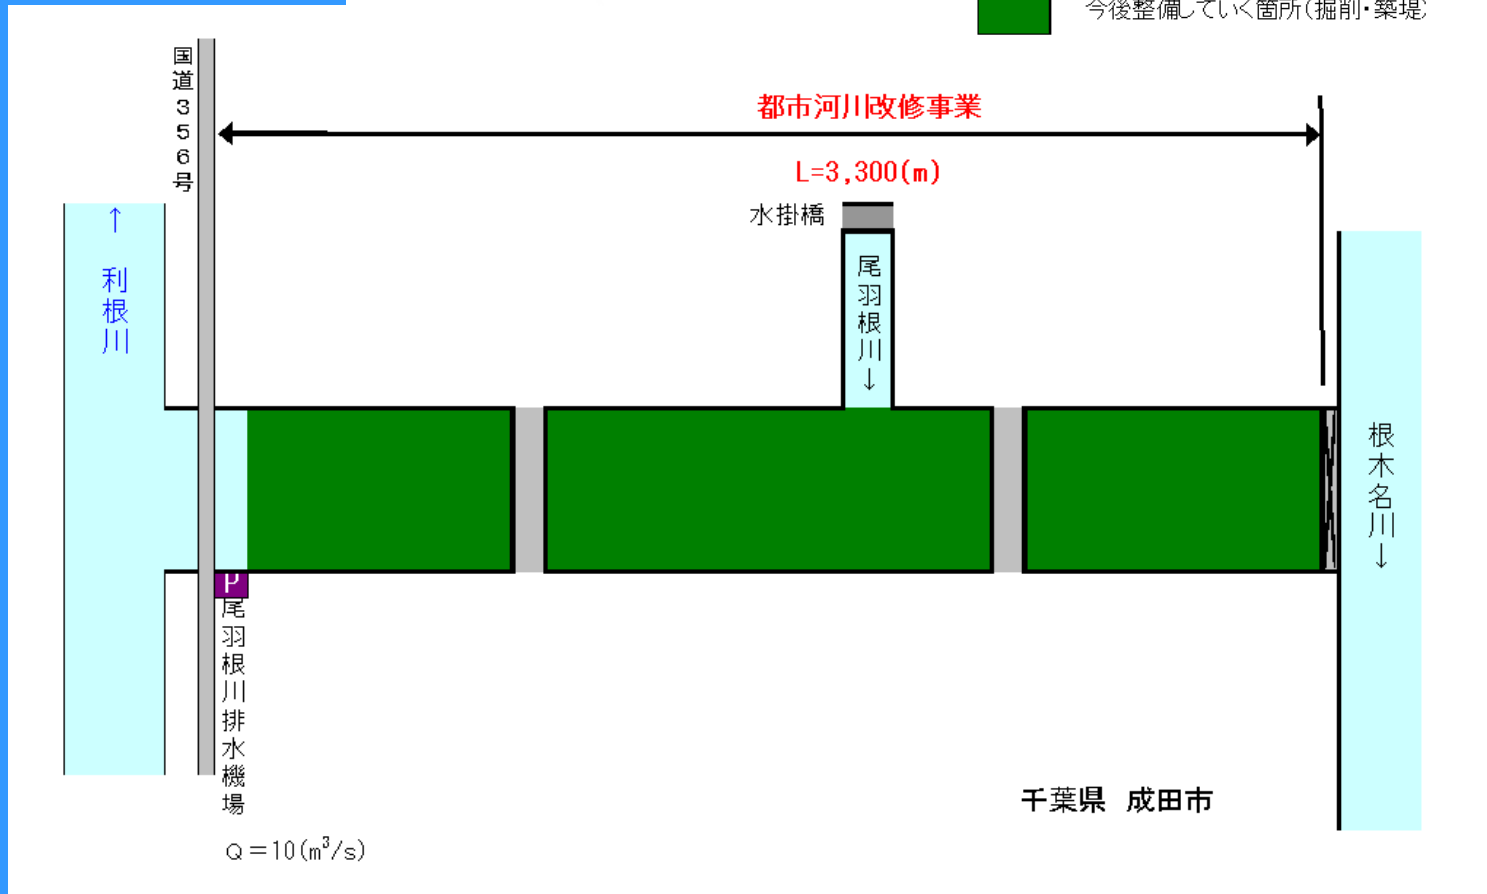 今後整備していく箇所(掘削・築堤)
国道356号
都市河川改修事業
L=3,300(m)
水掛橋
↑ 利根川
尾羽根川↓
根木名川↓
P
尾羽根川排水機場
千葉県 成田市
Q=10(m³/s)